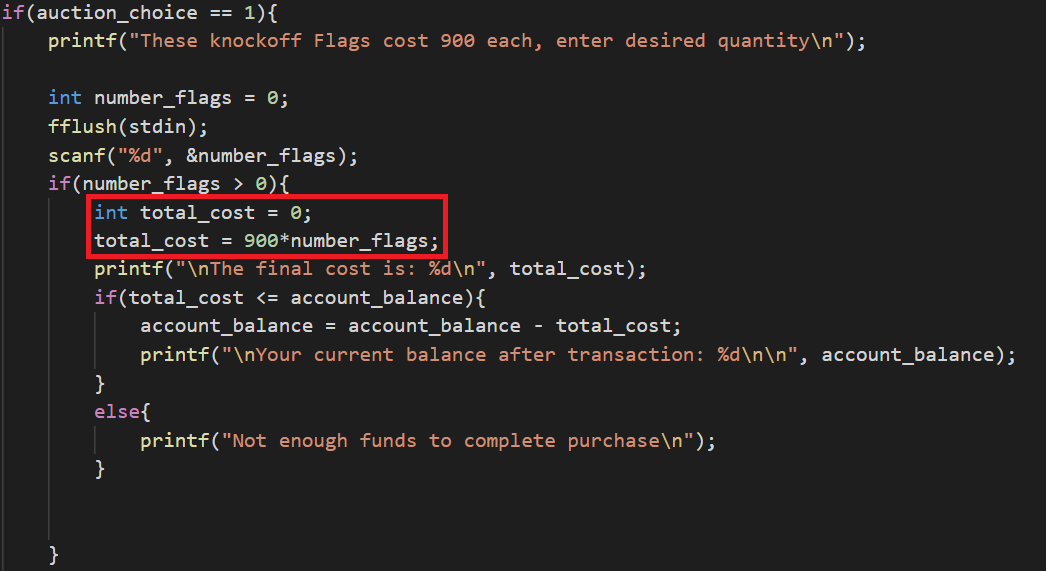 if(auction_choice == 1){
printf("These knockoff Flags cost 900 each, enter desired quantity\n");
int number_flags = 0;
fflush(stdin);
scanf("%d", &number_flags);
if(number_flags > 0){
int total_cost = 0;
total_cost = 900*number_flags;
printf("\nThe final cost is: %d\n", total_cost);
if(total_cost <= account_balance){
account_balance = account_balance - total_cost;
printf("\nYour current balance after transaction: %d\n\n", account_balance);
}
else{
printf("Not enough funds to complete purchase\n");
}
}